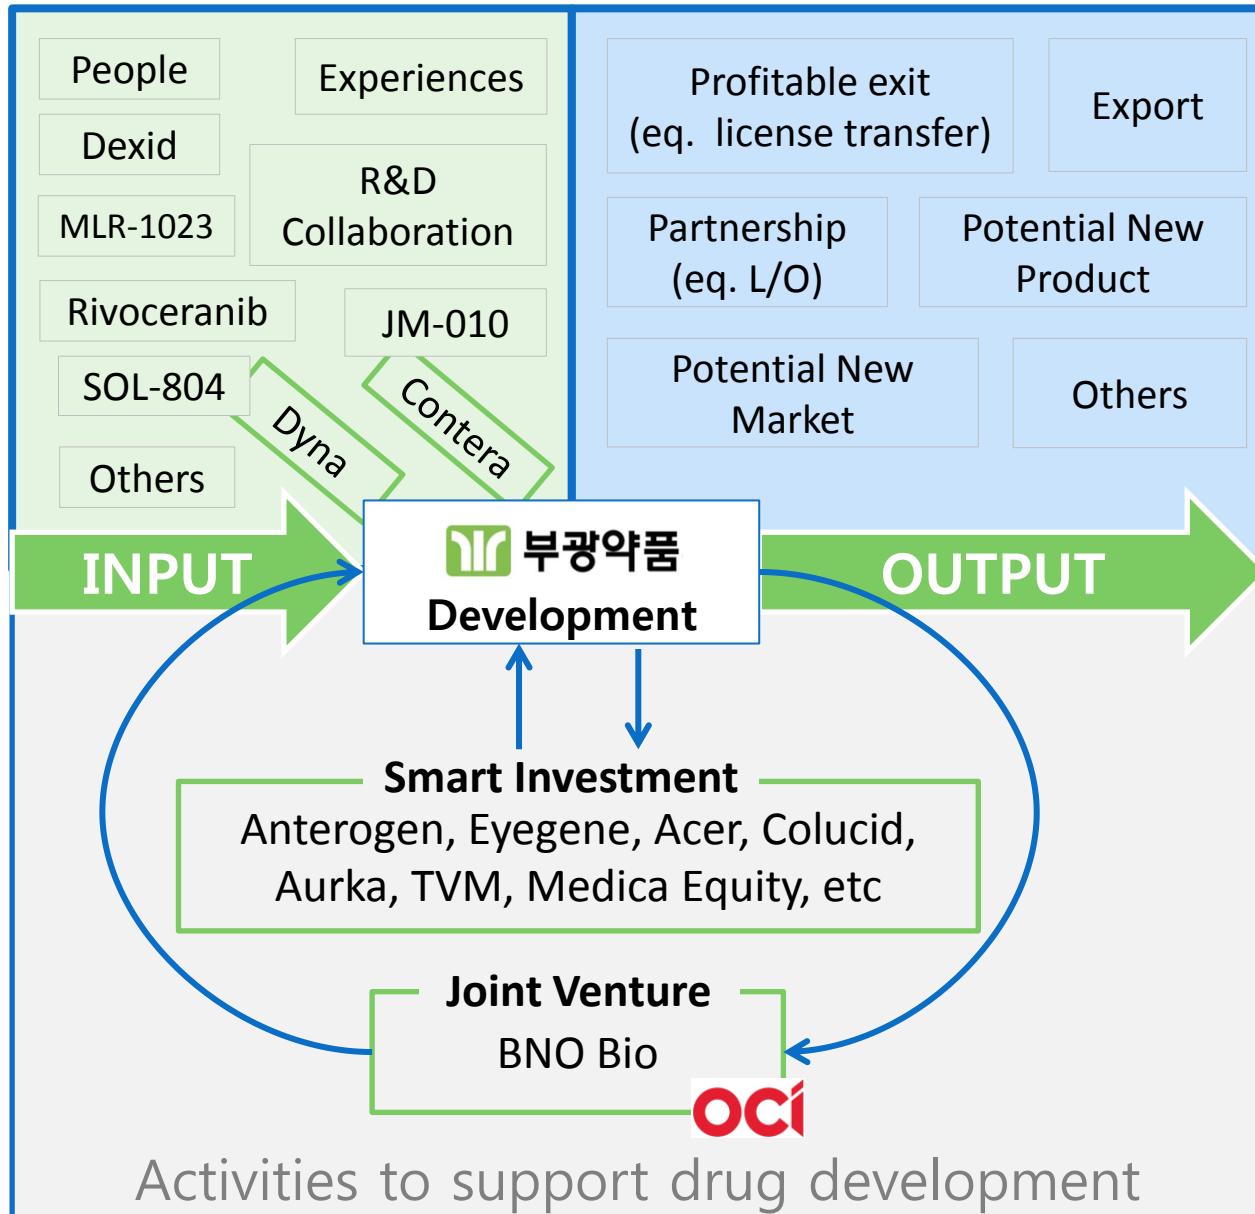 People
Experiences
Dexid
R&D
Collaboration
MLR-1023
Rivoceranib
JM-010
SOL-804
Dyna
Contera
Others
Profitable exit
(eq. license transfer)
Export
Partnership
(eq. L/O)
Potential New
Product
Potential New
Market
Others
INPUT
부광약품
Development
OUTPUT
Smart Investment
Anterogen, Eyegene, Acer, Colucid,
Aurka, TVM, Medica Equity, etc
Joint Venture
BNO Bio
OCI
Activities to support drug development